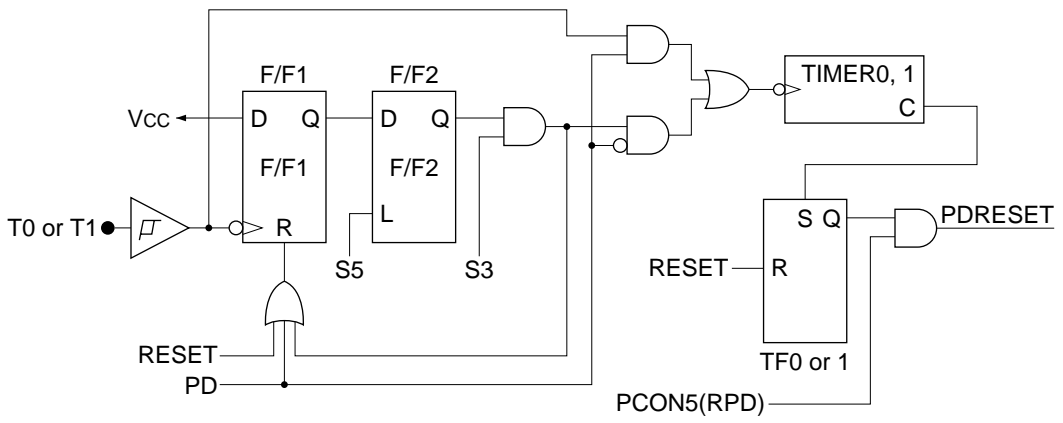 F/F1
F/F2
TIMER0, 1
C
VCC
D
Q
D
Q
F/F1
F/F2
L
T0 or T1
R
S5
S3
S
Q
PDRESET
RESET
R
RESET
PD
TF0 or 1
PCON5(RPD)